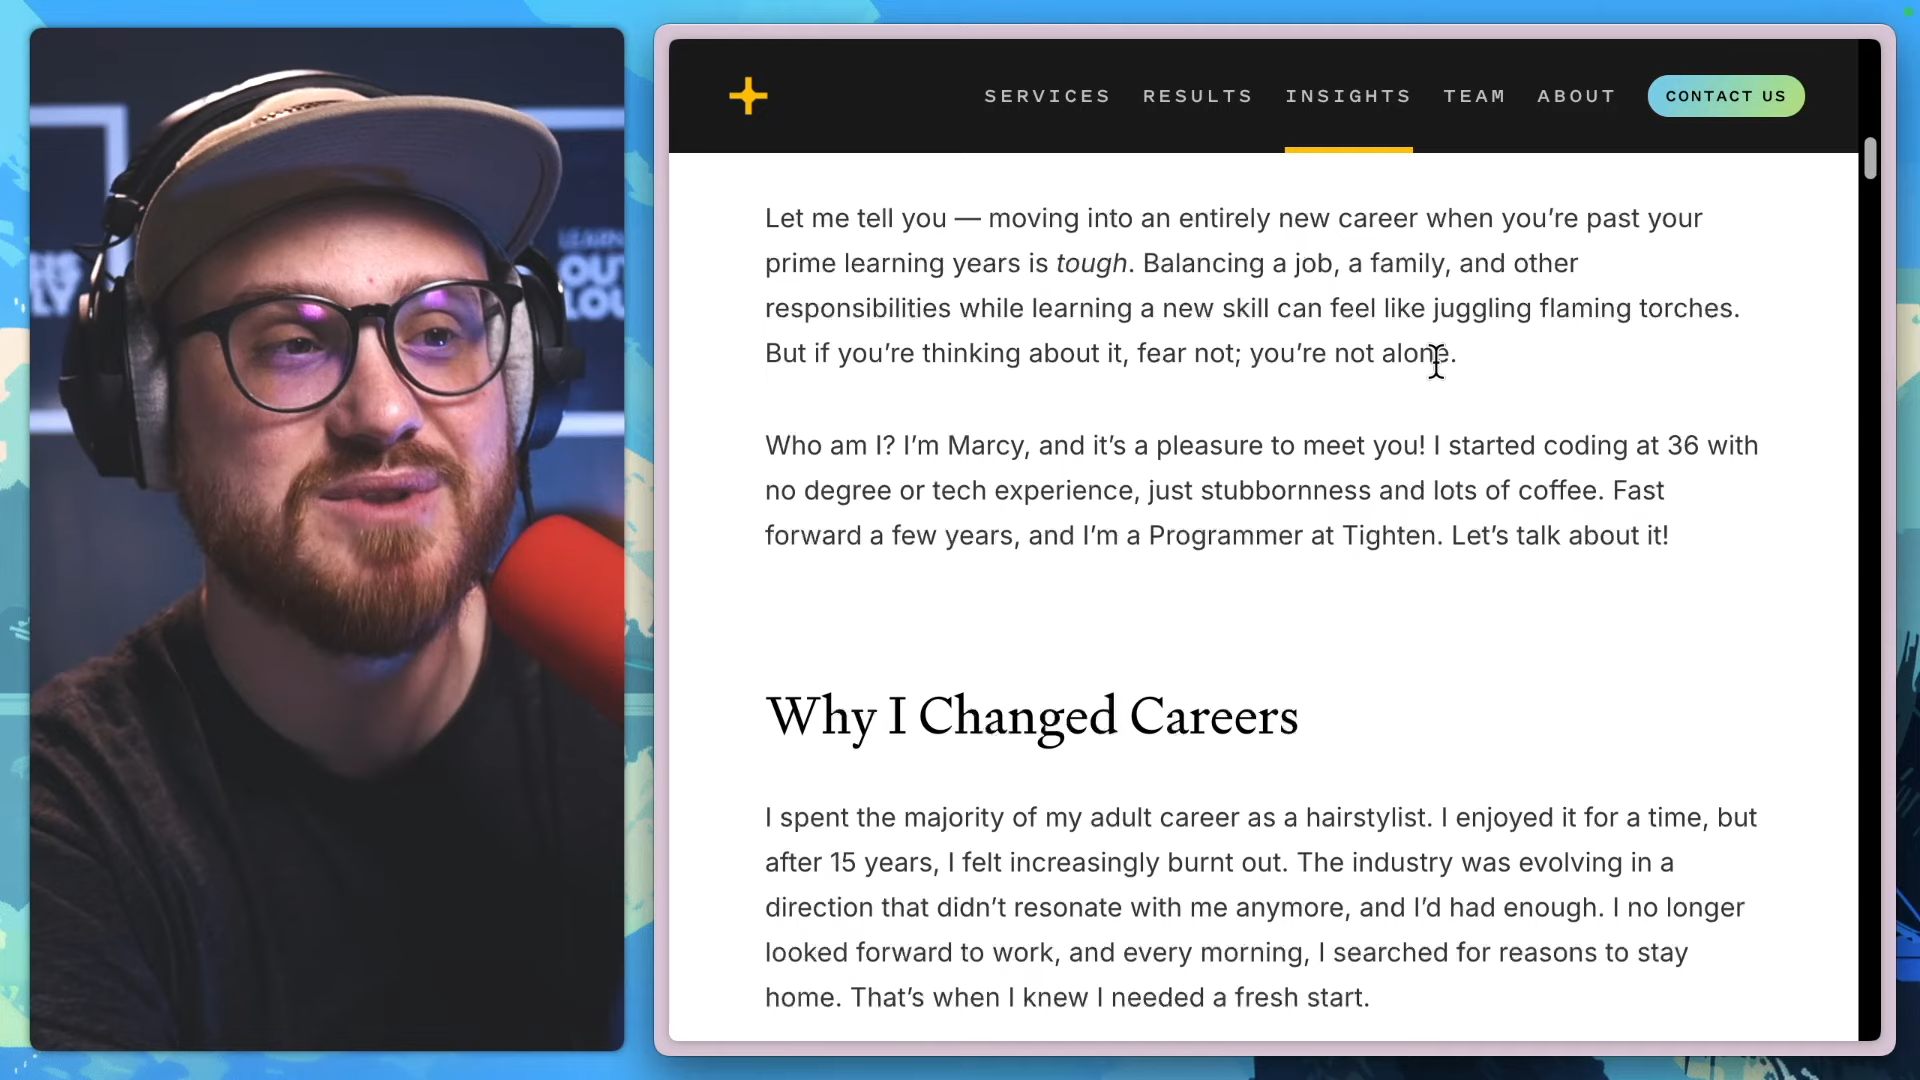 SERVICES RESULTS INSIGHTS TEAM ABOUT CONTACT US
Let me tell you — moving into an entirely new career when you’re past your
prime learning years is tough. Balancing a job, a family, and other
responsibilities while learning a new skill can feel like juggling flaming torches.
But if you’re thinking about it, fear not; you’re not alone.
Who am I? I’m Marcy, and it’s a pleasure to meet you! I started coding at 36 with
no degree or tech experience, just stubbornness and lots of coffee. Fast
forward a few years, and I’m a Programmer at Tighten. Let’s talk about it!
Why I Changed Careers
I spent the majority of my adult career as a hairstylist. I enjoyed it for a time, but
after 15 years, I felt increasingly burnt out. The industry was evolving in a
direction that didn’t resonate with me anymore, and I’d had enough. I no longer
looked forward to work, and every morning, I searched for reasons to stay
home. That’s when I knew I needed a fresh start.